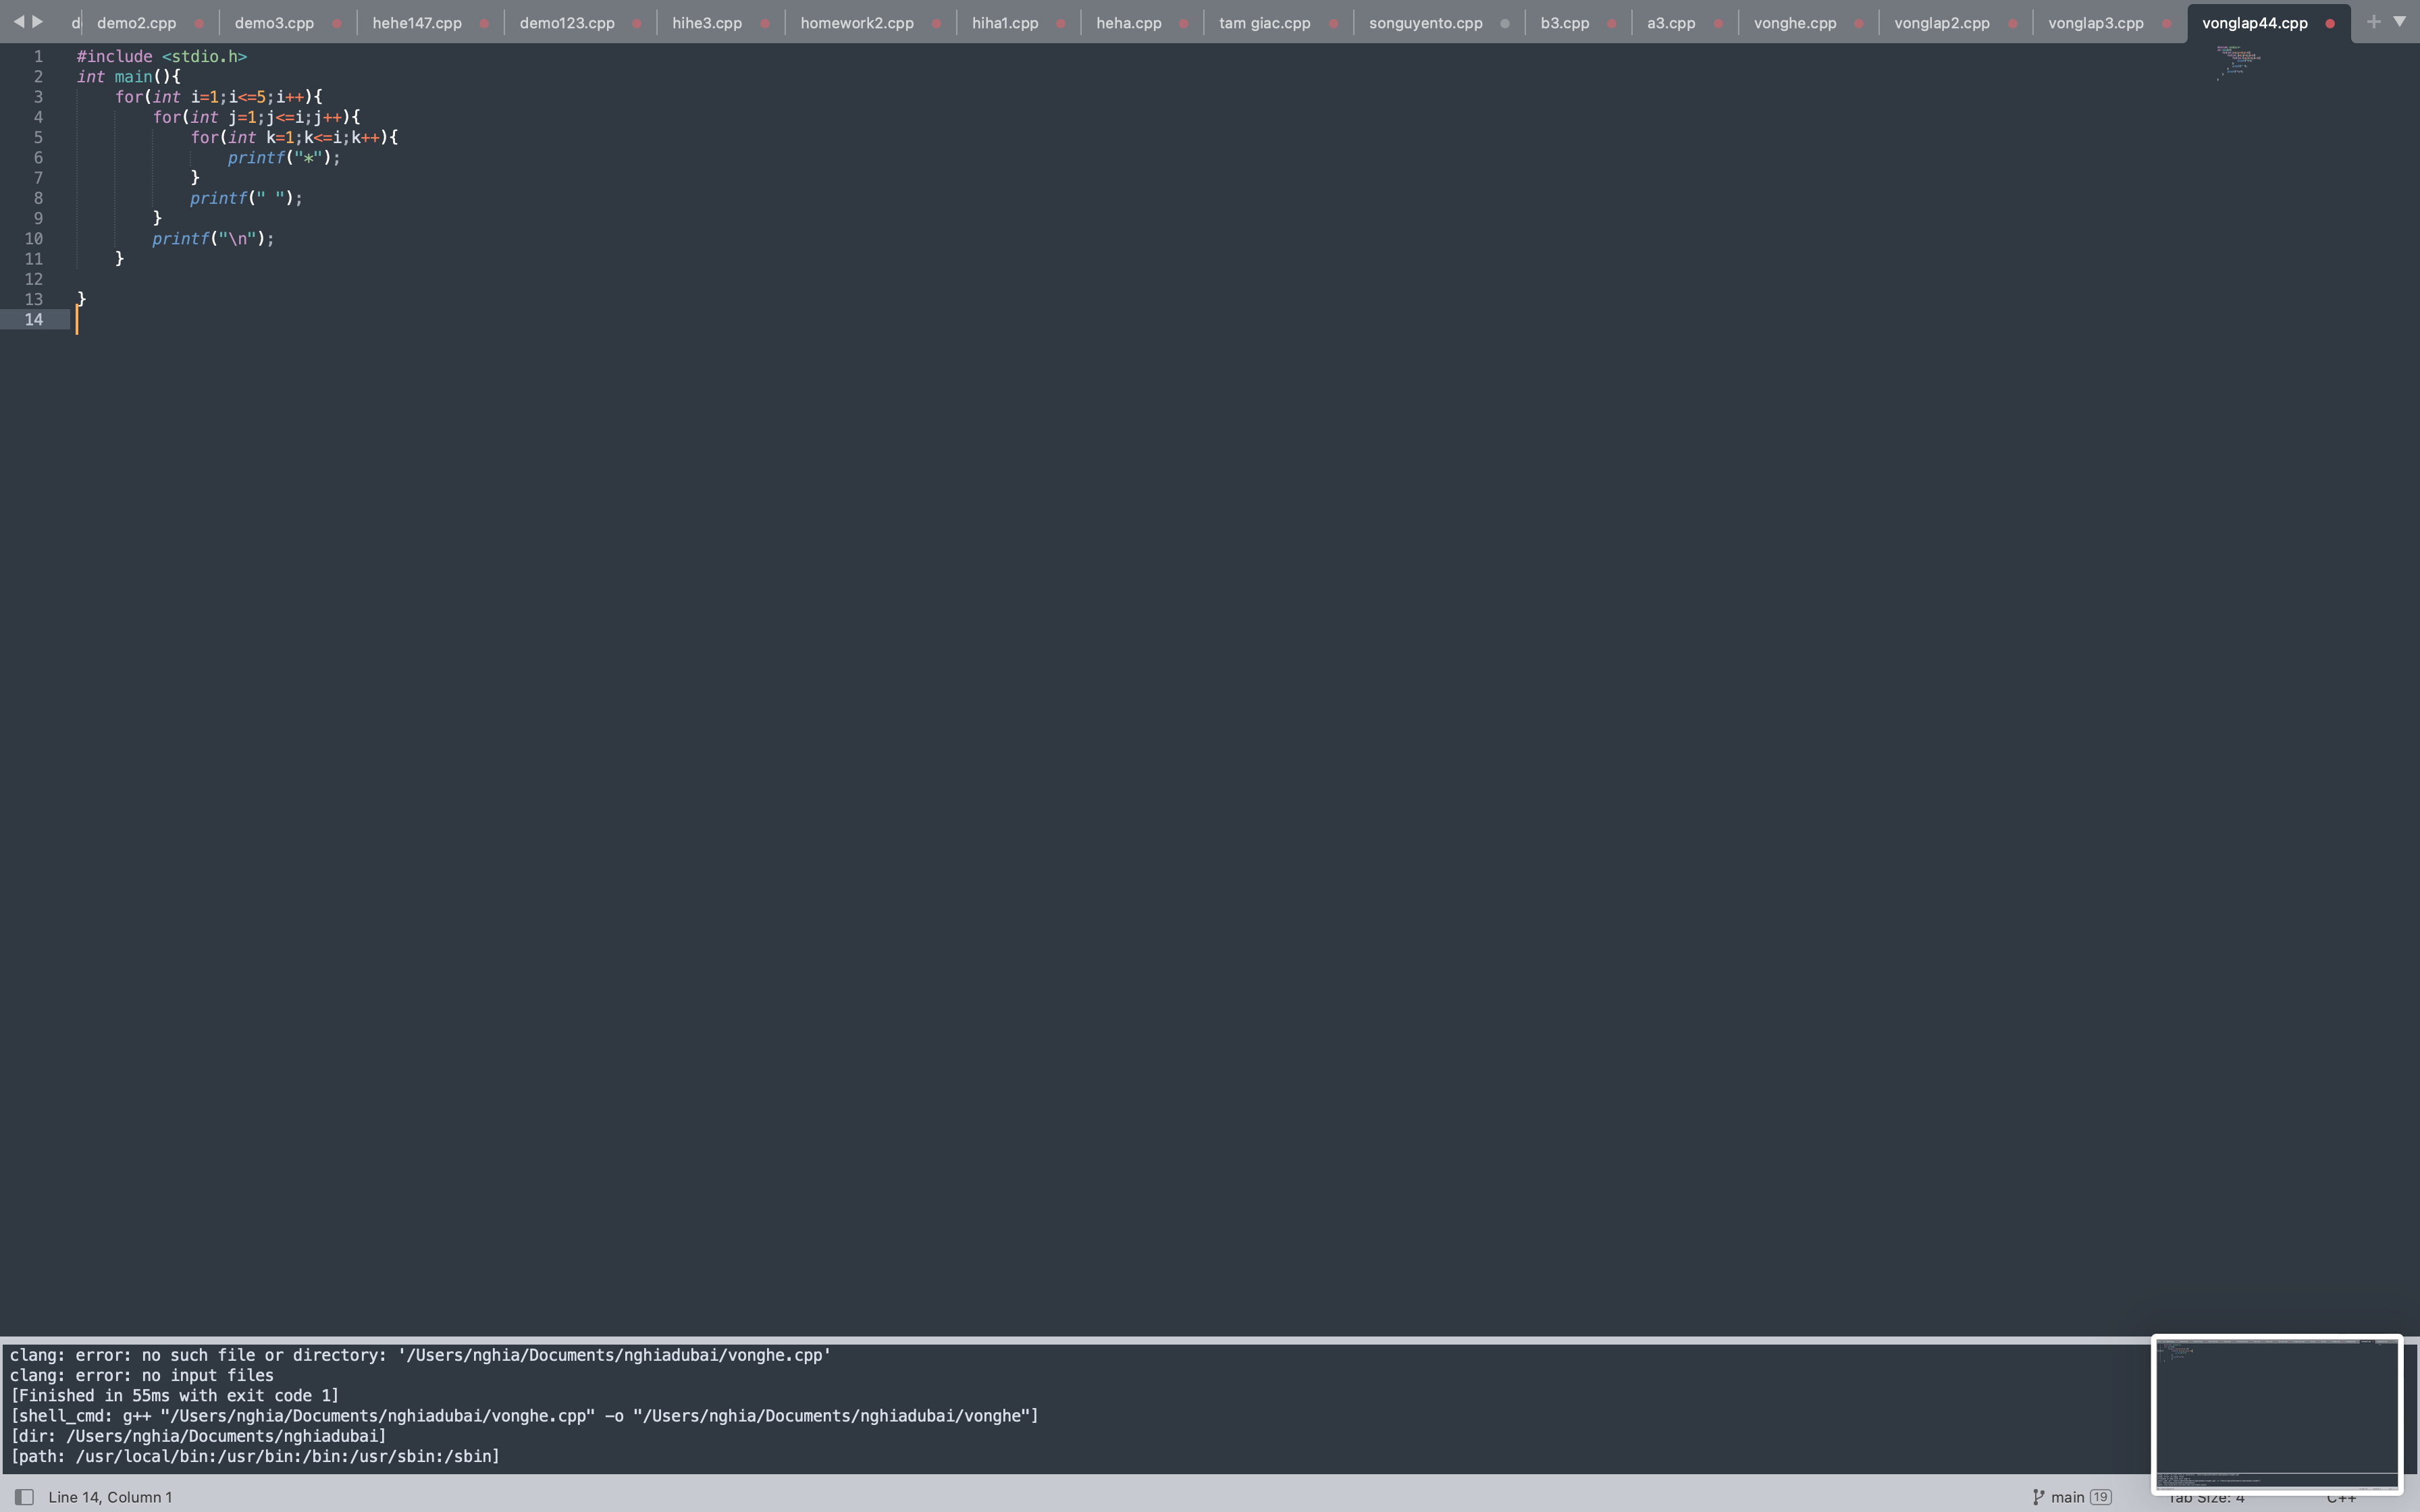 d demo2.cpp demo3.cpp hehe147.cpp demo123.cpp hihe3.cpp homework2.cpp hiha1.cpp heha.cpp tam giac.cpp songuyento.cpp b3.cpp a3.cpp vonghe.cpp vonglap2.cpp vonglap3.cpp vonglap44.cpp
1 #include <stdio.h>
2 int main(){
3     for(int i=1;i<=5;i++){
4         for(int j=1;j<=i;j++){
5             for(int k=1;k<=i;k++){
6                 printf("*");
7             }
8             printf(" ");
9         }
10         printf("\n");
11     }
12
13 }
14
clang: error: no such file or directory: '/Users/nghia/Documents/nghiadubai/vonghe.cpp'
clang: error: no input files
[Finished in 55ms with exit code 1]
[shell_cmd: g++ "/Users/nghia/Documents/nghiadubai/vonghe.cpp" -o "/Users/nghia/Documents/nghiadubai/vonghe"]
[dir: /Users/nghia/Documents/nghiadubai]
[path: /usr/local/bin:/usr/bin:/bin:/usr/sbin:/sbin]
Line 14, Column 1 main 19 Tab Size: 4 C++